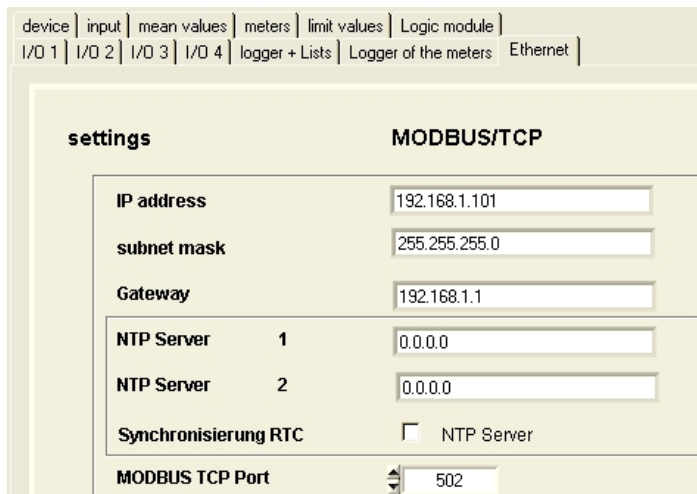 device input mean values meters limit values Logic module
I/O 1 I/O 2 I/O 3 I/O 4 logger + Lists Logger of the meters Ethernet
settings MODBUS/TCP
IP address 192.168.1.101
subnet mask 255.255.255.0
Gateway 192.168.1.1
NTP Server 1 0.0.0.0
NTP Server 2 0.0.0.0
Synchronisierung RTC NTP Server
MODBUS TCP Port 502